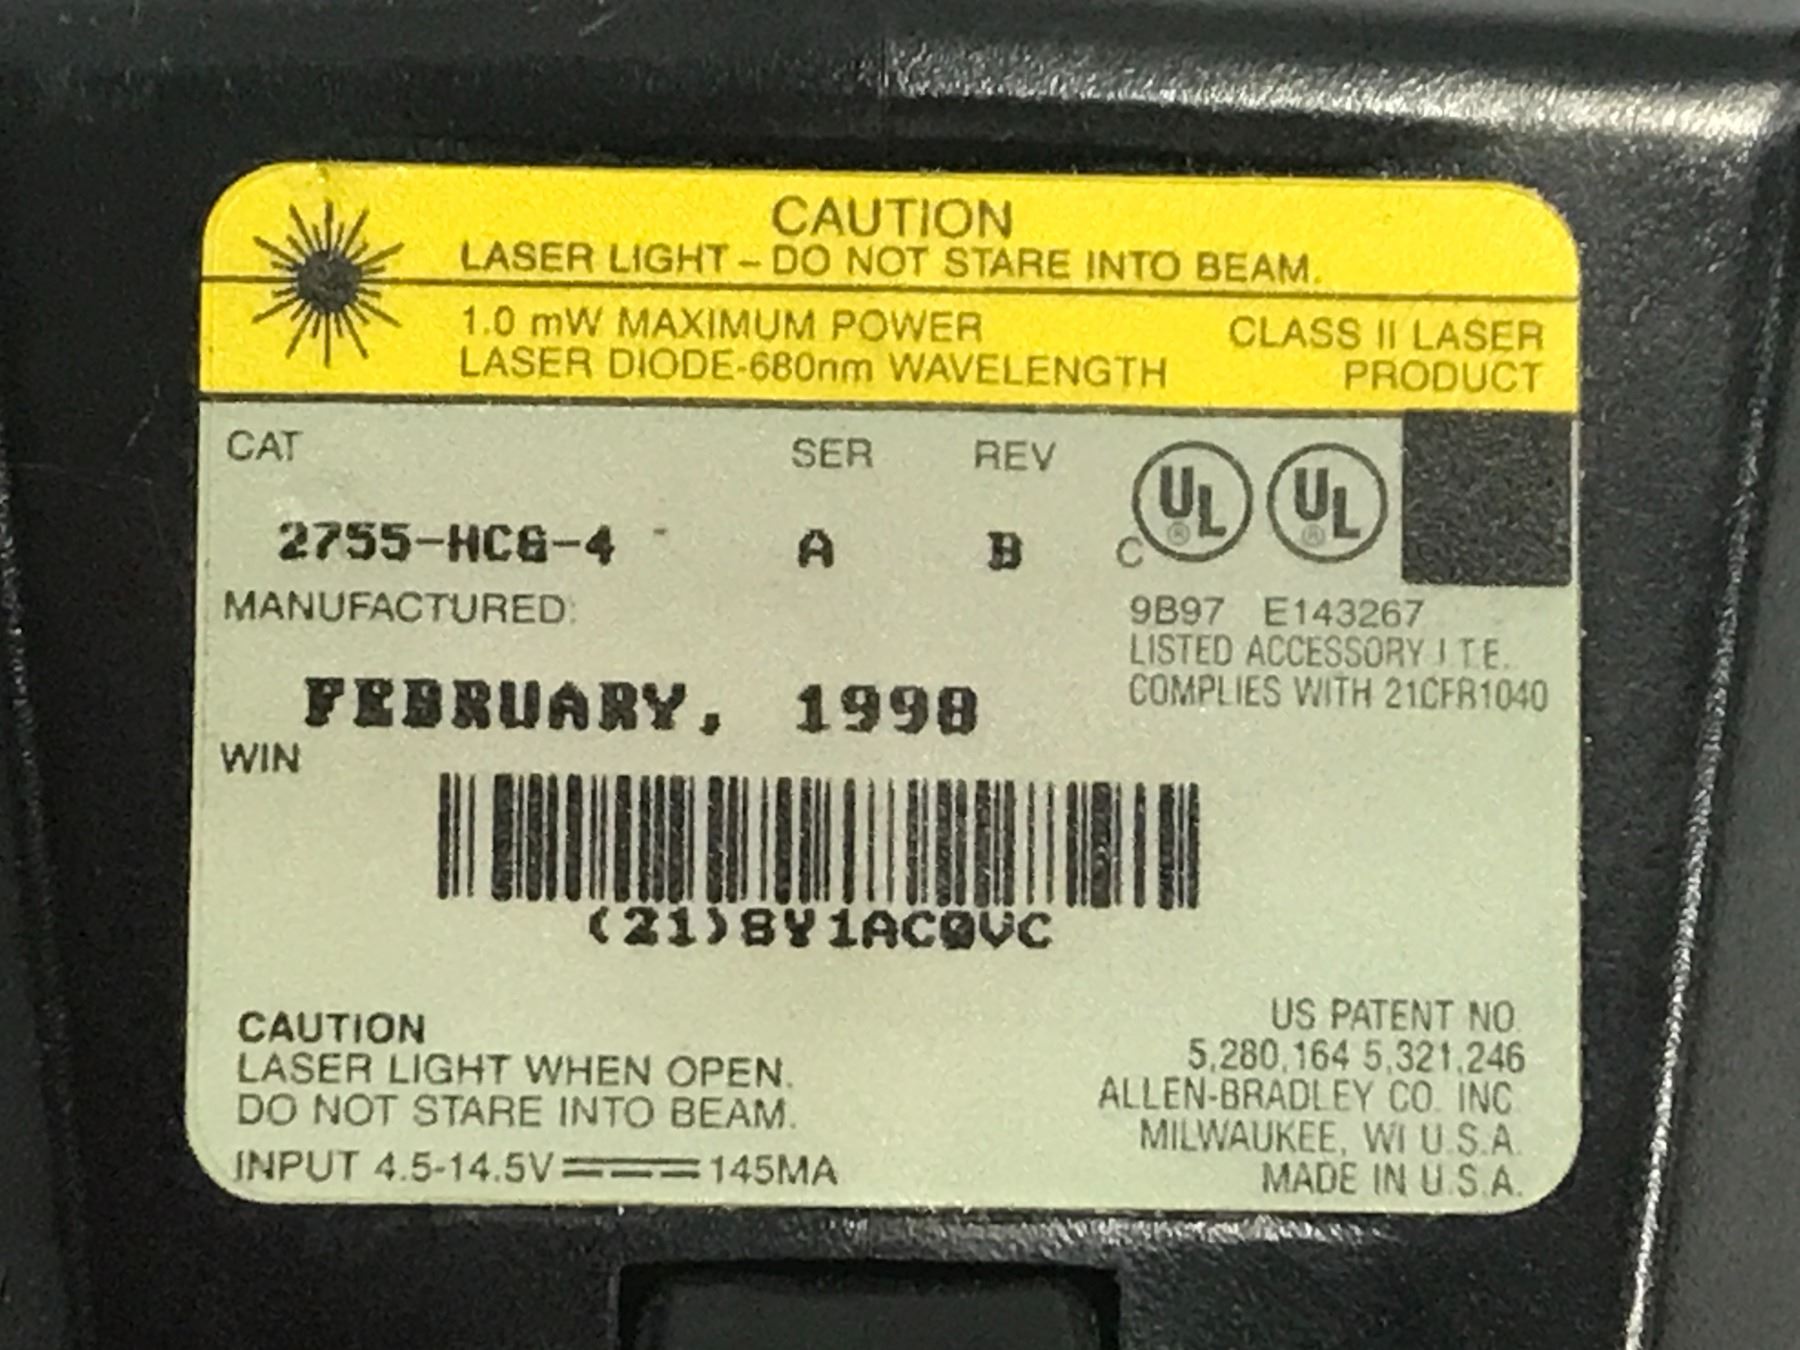 CAUTION
LASER LIGHT – DO NOT STARE INTO BEAM.
1.0 mW MAXIMUM POWER
LASER DIODE-680nm WAVELENGTH
CLASS II LASER
PRODUCT
CAT SER REV
2755-HCG-4 A B
C UL® UL®
MANUFACTURED:
FEBRUARY, 1998
9B97 E143267
LISTED ACCESSORY I.T.E.
COMPLIES WITH 21CFR1040
WIN
(21)BY1AC0VC
CAUTION
LASER LIGHT WHEN OPEN.
DO NOT STARE INTO BEAM.
INPUT 4.5-14.5V 145MA
US PATENT NO.
5,280,164 5,321,246
ALLEN-BRADLEY CO. INC.
MILWAUKEE, WI U.S.A.
MADE IN U.S.A.